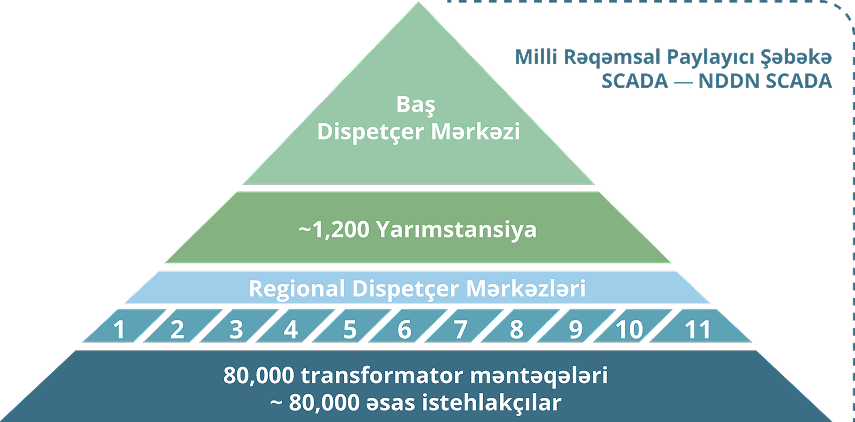 Milli Rəqəmsal Paylayıcı Şəbəkə
SCADA — NDDN SCADA
Baş
Dispetçer Mərkəzi
~1,200 Yarımstansiya
Regional Dispetçer Mərkəzləri
1 2 3 4 5 6 7 8 9 10 11
80,000 transformator məntəqələri
~ 80,000 əsas istehlakçılar